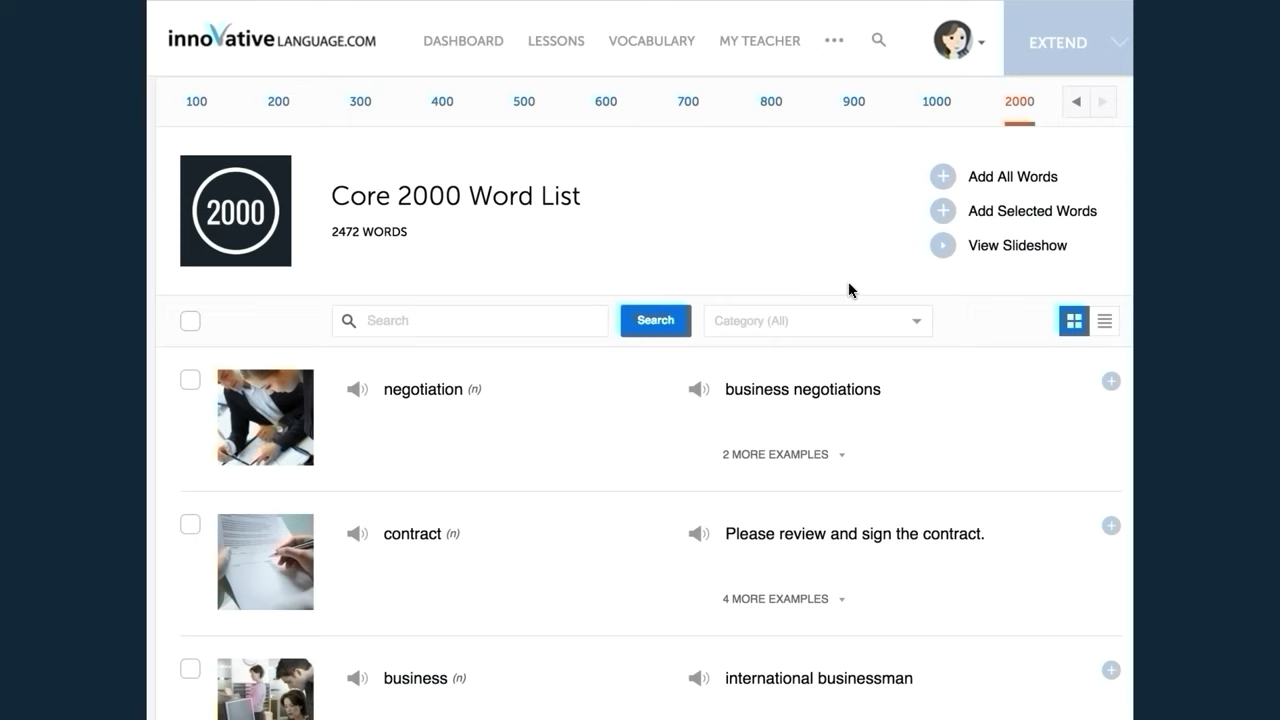 innoVative LANGUAGE.COM DASHBOARD LESSONS VOCABULARY MY TEACHER EXTEND
100 200 300 400 500 600 700 800 900 1000 2000
2000
Core 2000 Word List
2472 WORDS
Add All Words
Add Selected Words
View Slideshow
Search Search Category (All)
negotiation (n) business negotiations
2 MORE EXAMPLES
contract (n) Please review and sign the contract.
4 MORE EXAMPLES
business (n) international businessman